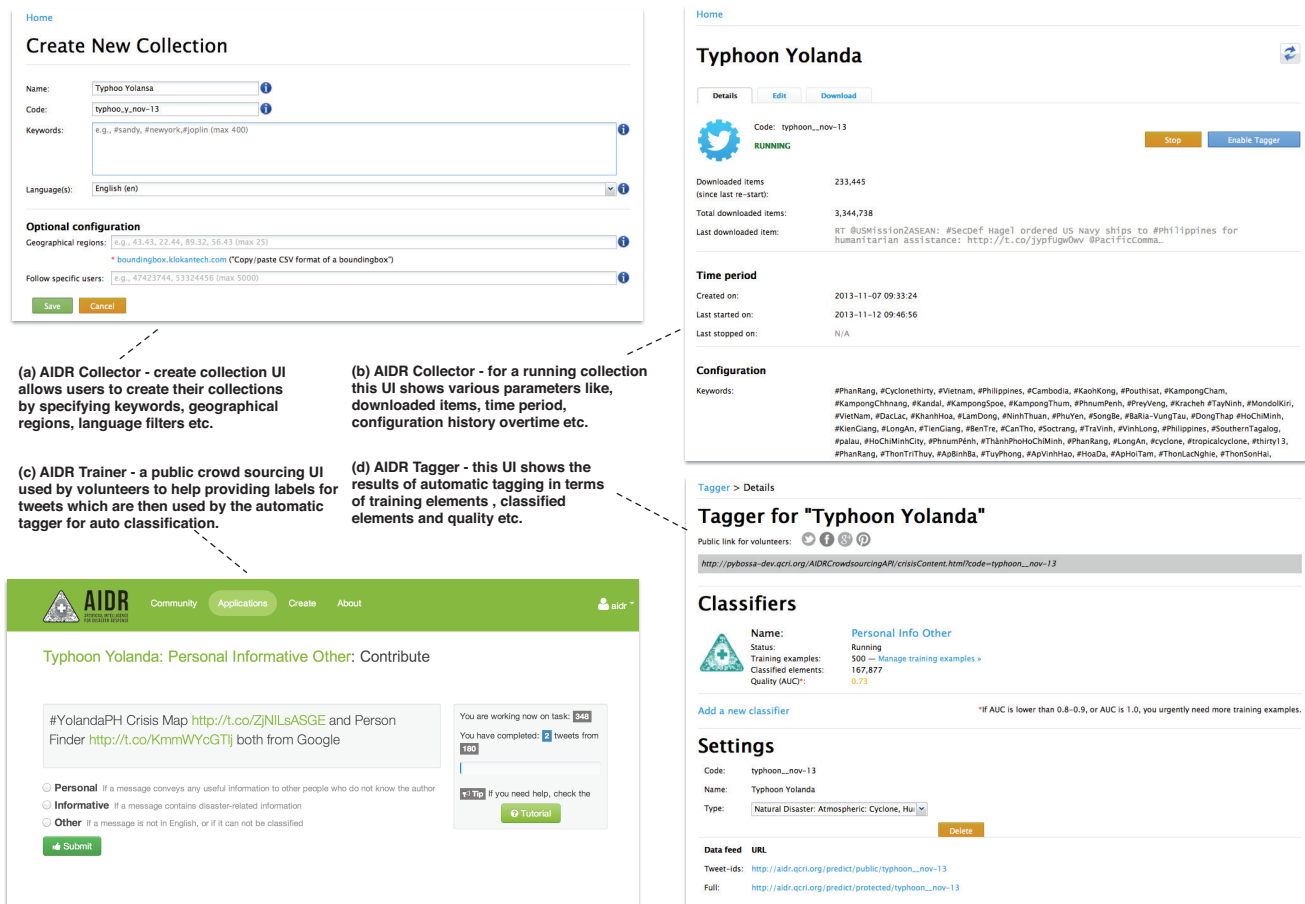 Home
Create New Collection
Name: Typhoo Yolansa
Code: typhoo_y_nov-13
Keywords: e.g., #sandy, #newyork,#joplin (max 400)
Language(s): English (en)
Optional configuration
Geographical regions: e.g., 43.43, 22.44, 89.32, 56.43 (max 25)
* boundingbox.klokantech.com ("Copy/paste CSV format of a boundingbox")
Follow specific users: e.g., 47423744, 53324456 (max 5000)
Save Cancel
(a) AIDR Collector - create collection UI
allows users to create their collections
by specifying keywords, geographical
regions, language filters etc.
(b) AIDR Collector - for a running collection
this UI shows various parameters like,
downloaded items, time period,
configuration history overtime etc.
(c) AIDR Trainer - a public crowd sourcing UI
used by volunteers to help providing labels for
tweets which are then used by the automatic
tagger for auto classification.
(d) AIDR Tagger - this UI shows the
results of automatic tagging in terms
of training elements , classified
elements and quality etc.
Home
Typhoon Yolanda
Details Edit Download
Code: typhoon__nov-13
RUNNING
Stop Enable Tagger
Downloaded items 233,445
(since last re-start):
Total downloaded items: 3,344,738
Last downloaded item: RT @USMission2ASEAN: #SecDef Hagel ordered US Navy ships to #Philippines for
humanitarian assistance: http://t.co/jypfugwOwv @PacificComma…
Time period
Created on: 2013-11-07 09:33:24
Last started on: 2013-11-12 09:46:56
Last stopped on: N/A
Configuration
Keywords: #PhanRang, #Cyclonethirty, #Vietnam, #Philippines, #Cambodia, #KaohKong, #Pouthisat, #KampongCham,
#KampongChhnang, #Kandal, #KampongSpoe, #KampongThum, #PhnumPenh, #PreyVeng, #Kracheh #TayNinh, #MondolKiri,
#VietNam, #DacLac, #KhanhHoa, #LamDong, #NinhThuan, #PhuYen, #SongBe, #BaRia-VungTau, #DongThap #HoChiMinh,
#KienGiang, #LongAn, #TienGiang, #BenTre, #CanTho, #Soctrang, #TraVinh, #VinhLong, #Philippines, #SouthernTagalog,
#palau, #HoChiMinhCity, #PhnumPénh, #ThànhPhoHoChíMinh, #PhanRang, #LongAn, #cyclone, #tropicalcyclone, #thirty13,
#PhanRang, #ThonTriThuy, #ApBinhBa, #TuyPhong, #ApVinhHao, #HoaDa, #ApHoiTam, #ThonLacNghie, #ThonSonHai,
AIDR
ARTIFICIAL INTELLIGENCE
FOR DISASTER RESPONSE
Community Applications Create About aidr
Typhoon Yolanda: Personal Informative Other: Contribute
#YolandaPH Crisis Map http://t.co/ZjNILsASGE and Person
Finder http://t.co/KmmWYcGTlj both from Google
Personal If a message conveys any useful information to other people who do not know the author
Informative If a message contains disaster-related information
Other If a message is not in English, or if it can not be classified
Submit
You are working now on task: 348
You have completed: 2 tweets from
180
Tip If you need help, check the
Tutorial
Tagger > Details
Tagger for "Typhoon Yolanda"
Public link for volunteers:
http://pybossa-dev.qcri.org/AIDRCrowdsourcingAPI/crisisContent.html?code=typhoon__nov-13
Classifiers
Name: Personal Info Other
Status: Running
Training examples: 500 — Manage training examples »
Classified elements: 167,877
Quality (AUC)*: 0.73
Add a new classifier
*If AUC is lower than 0.8-0.9, or AUC is 1.0, you urgently need more training examples.
Settings
Code: typhoon__nov-13
Name: Typhoon Yolanda
Type: Natural Disaster: Atmospheric: Cyclone, Hu
Delete
Data feed URL
Tweet-ids: http://aidr.qcri.org/predict/public/typhoon__nov-13
Full: http://aidr.qcri.org/predict/protected/typhoon__nov-13